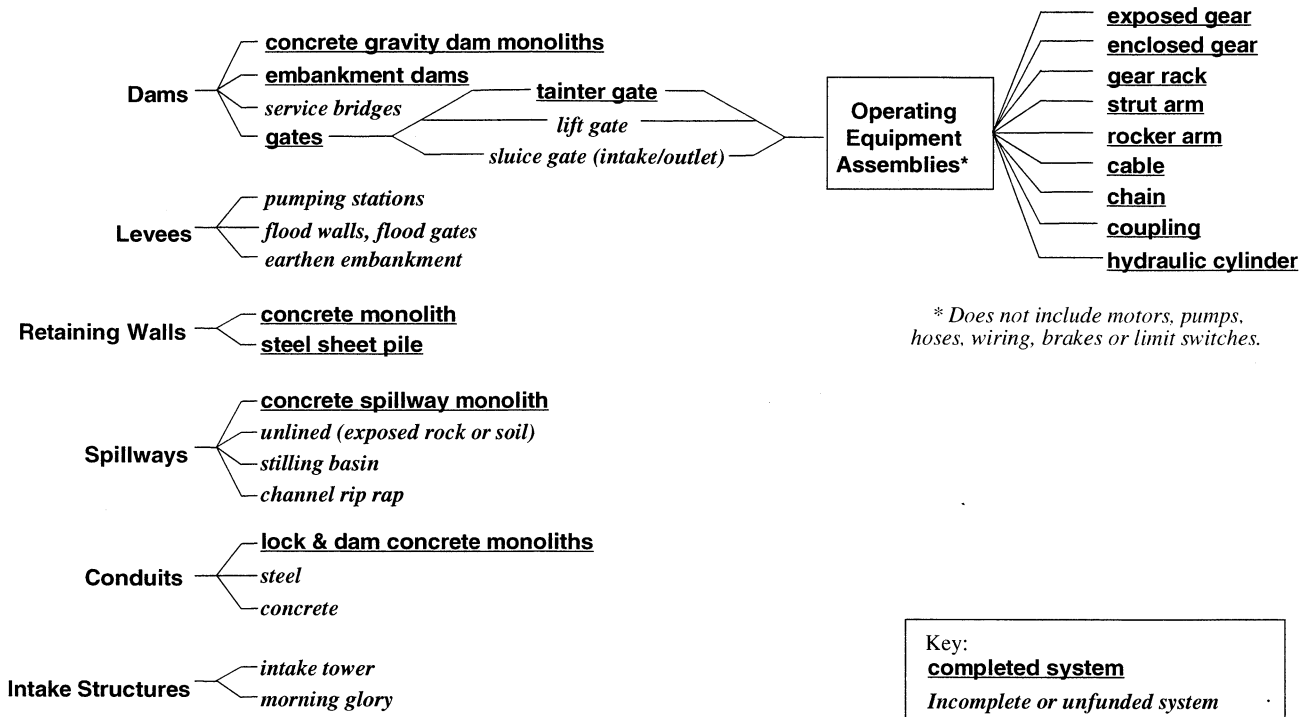 Dams
concrete gravity dam monoliths
embankment dams
service bridges
gates
tainter gate
lift gate
sluice gate (intake/outlet)
Operating
Equipment
Assemblies*
exposed gear
enclosed gear
gear rack
strut arm
rocker arm
cable
chain
coupling
hydraulic cylinder
* Does not include motors, pumps,
hoses, wiring, brakes or limit switches.
Levees
pumping stations
flood walls, flood gates
earthen embankment
Retaining Walls
concrete monolith
steel sheet pile
Spillways
concrete spillway monolith
unlined (exposed rock or soil)
stilling basin
channel rip rap
Conduits
lock & dam concrete monoliths
steel
concrete
Intake Structures
intake tower
morning glory
Key:
completed system
Incomplete or unfunded system